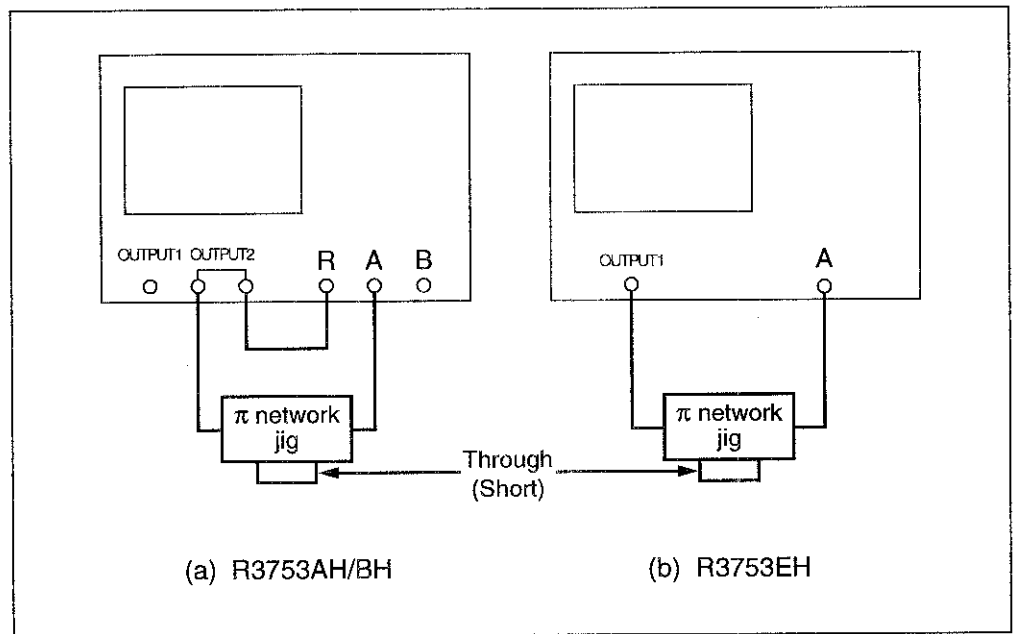 OUTPUT1 OUTPUT2 R A B
π network
jig
(a) R3753AH/BH
OUTPUT1 A
π network
jig
(b) R3753EH
Through
(Short)